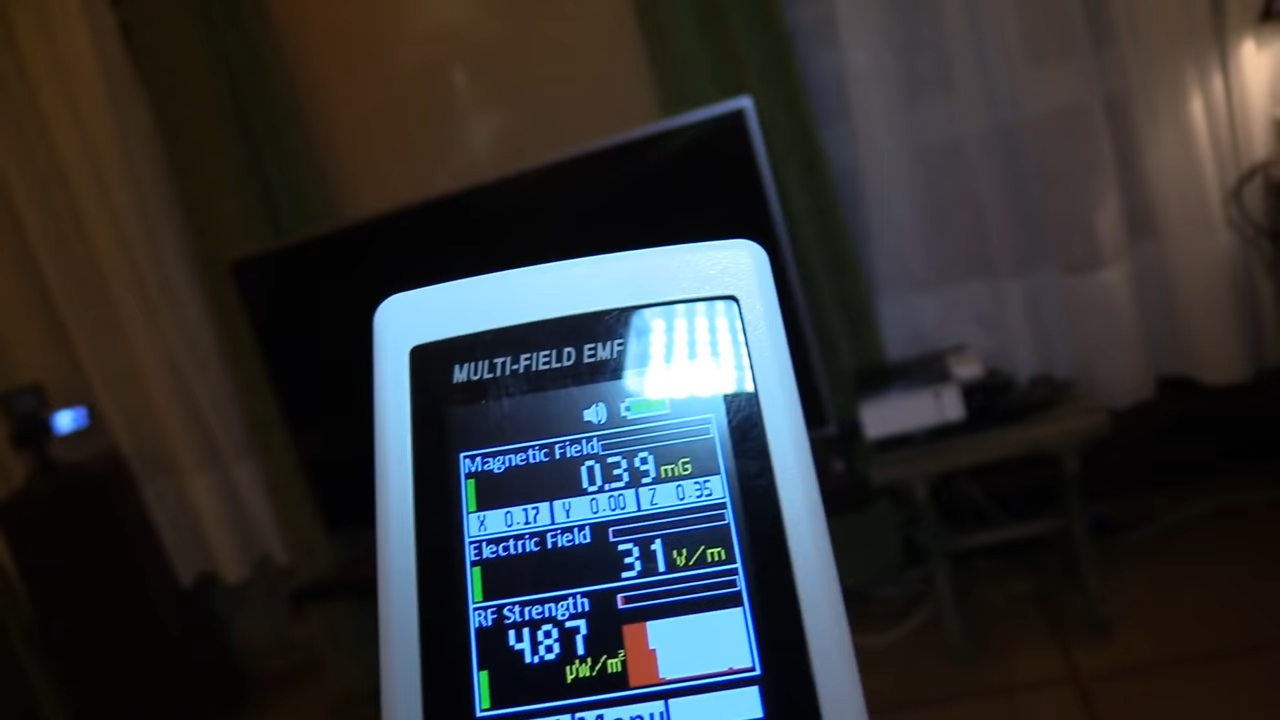 MULTI-FIELD EMF
Magnetic Field
0.39 mG
X 0.17 Y 0.00 Z 0.35
Electric Field
31 V/m
RF Strength
4.87
µW/m²
Menu